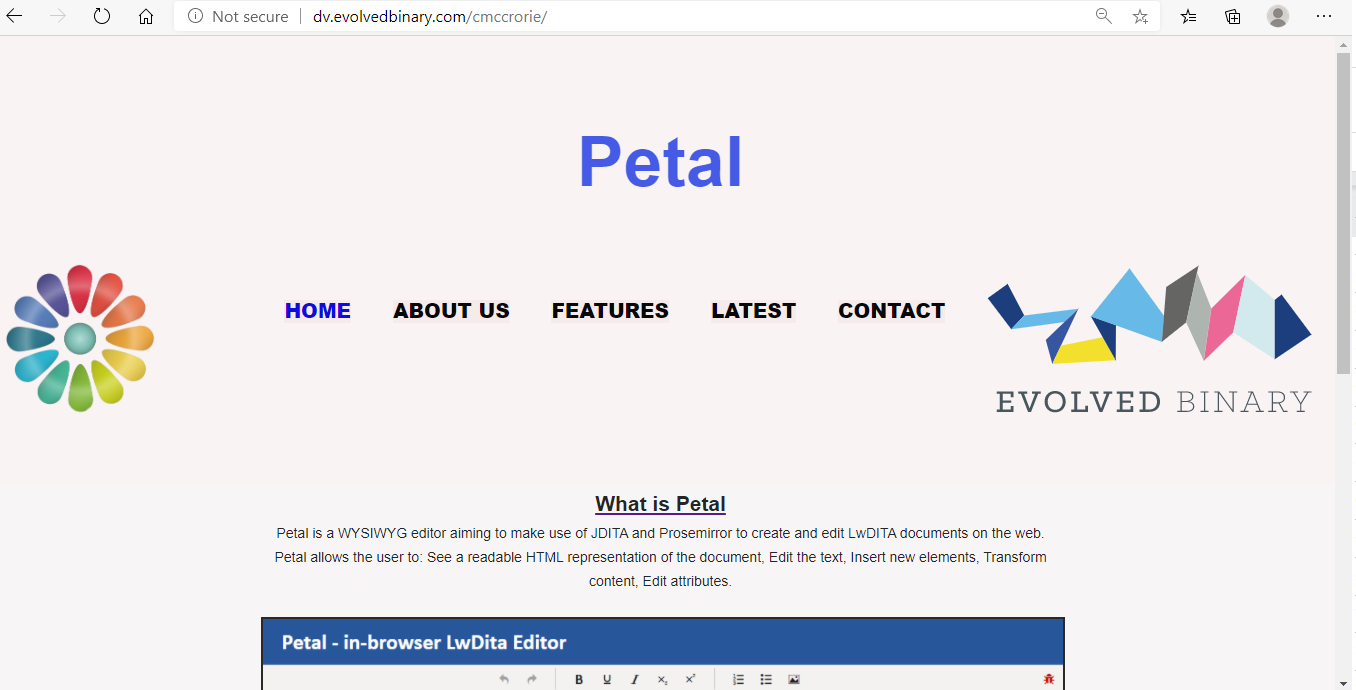 Not secure dv.evolvedbinary.com/cmccrorie/
Petal
HOME ABOUT US FEATURES LATEST CONTACT
EVOLVED BINARY
What is Petal
Petal is a WYSIWYG editor aiming to make use of JDITA and Prosemirror to create and edit LwDITA documents on the web.
Petal allows the user to: See a readable HTML representation of the document, Edit the text, Insert new elements, Transform
content, Edit attributes.
Petal - in-browser LwDita Editor
B U I X₂ X²